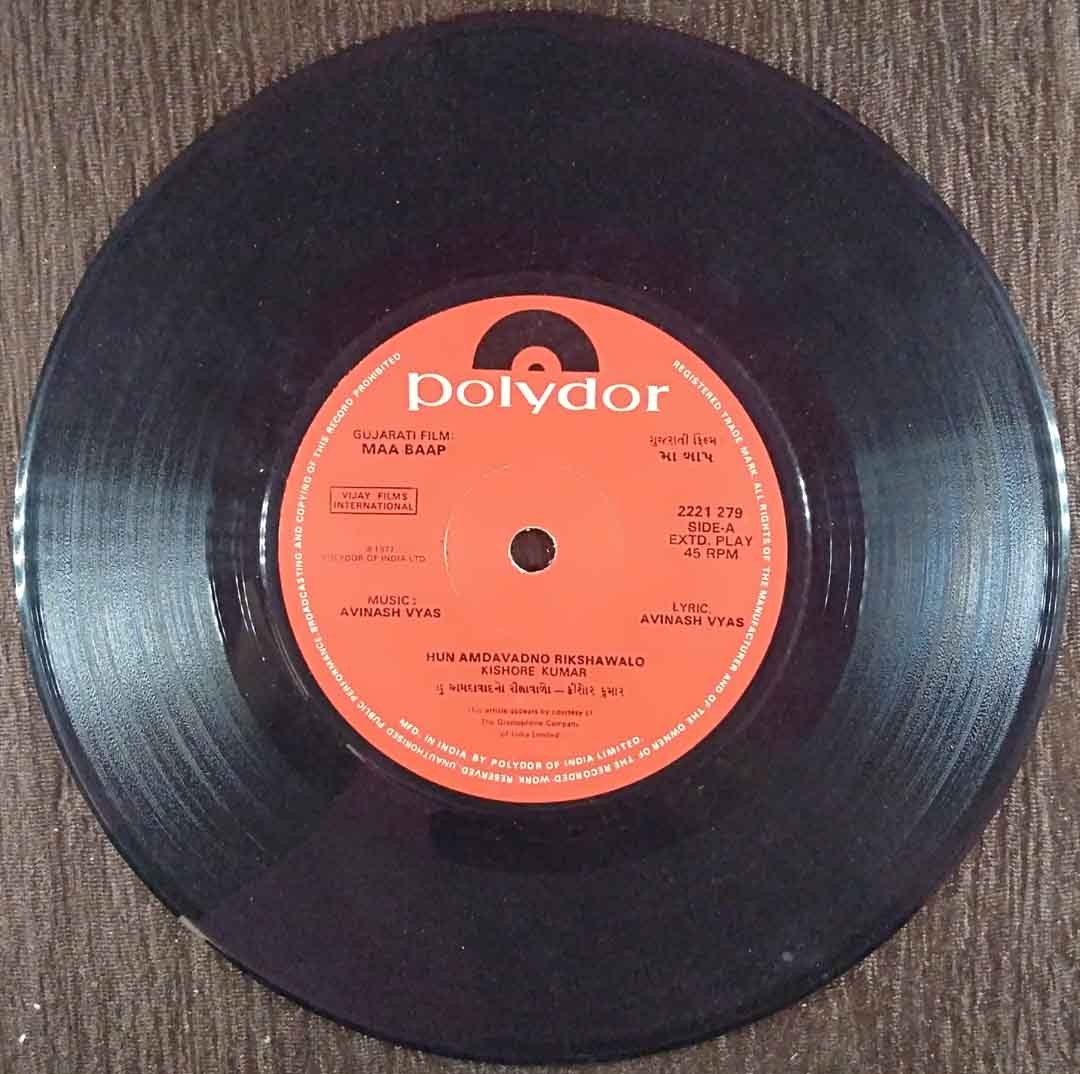 polydor
GUJARATI FILM:
MAA BAAP
ગુજરાતી ફિલ્મ
મા બાપ
VIJAY FILMS
INTERNATIONAL
2221 279
SIDE-A
EXTD. PLAY
45 RPM
℗ 1977
POLYDOR OF INDIA LTD.
MUSIC:
AVINASH VYAS
LYRIC,
AVINASH VYAS
HUN AMDAVADNO RIKSHAWALO
KISHORE KUMAR
હું અમદાવાદનો રીક્ષાવાળો — કીશોર કુમાર
This article appears by courtesy of
The Gramophone Company
of India Limited
REGISTERED TRADE MARK. ALL RIGHTS OF THE MANUFACTURER AND OF THE OWNER OF THE RECORDED WORK RESERVED. UNAUTHORISED PUBLIC PERFORMANCE BROADCASTING AND COPYING OF THIS RECORD PROHIBITED
MFD. IN INDIA BY POLYDOR OF INDIA LIMITED.